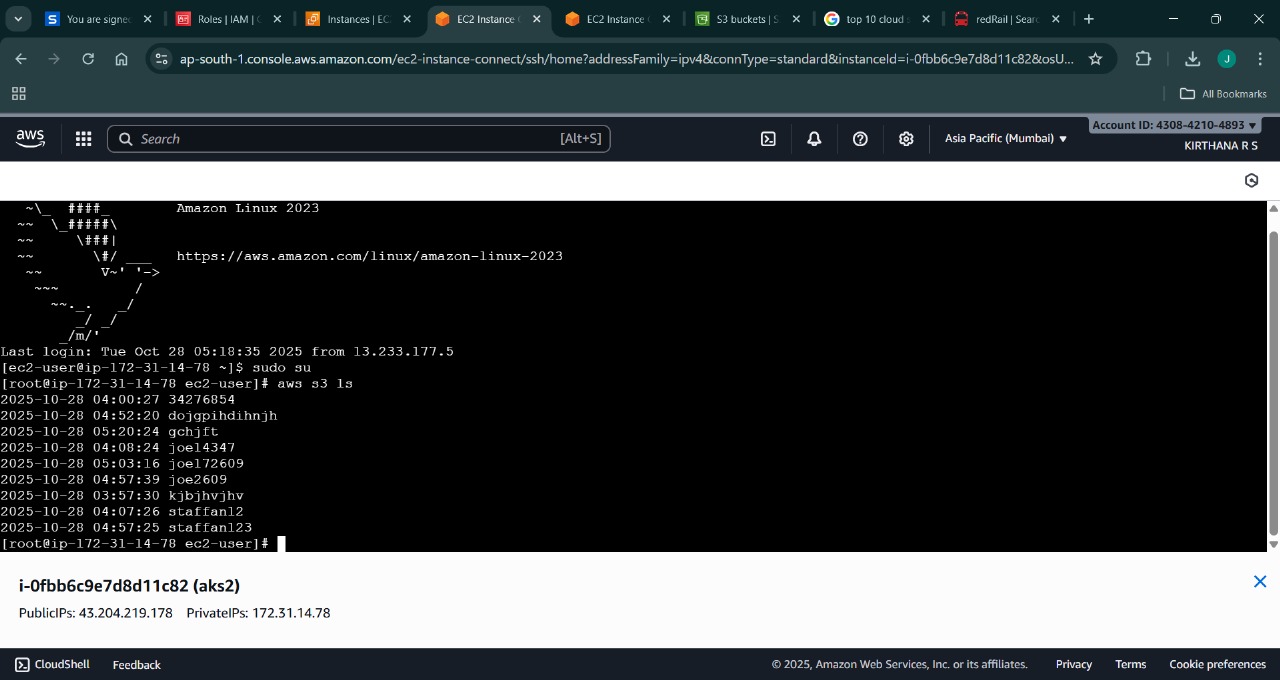 You are signe
Roles | IAM | G
Instances | EC
EC2 Instance C
EC2 Instance C
S3 buckets | S
top 10 cloud s
redRail | Sear
ap-south-1.console.aws.amazon.com/ec2-instance-connect/ssh/home?addressFamily=ipv4&connType=standard&instanceId=i-0fbb6c9e7d8d11c82&osU...
J
All Bookmarks
aws
Search
[Alt+S]
Asia Pacific (Mumbai)
Account ID: 4308-4210-4893
KIRTHANA R S
~\_  ####_        Amazon Linux 2023
~~  \_#####\
~~     \###|
~~       \#/ ___   https://aws.amazon.com/linux/amazon-linux-2023
~~       V~' '->
~~~         /
~~._.   _/
_/ _/
_/m/'
Last login: Tue Oct 28 05:18:35 2025 from 13.233.177.5
[ec2-user@ip-172-31-14-78 ~]$ sudo su
[root@ip-172-31-14-78 ec2-user]# aws s3 ls
2025-10-28 04:00:27 34276854
2025-10-28 04:52:20 dojgpihdihnjh
2025-10-28 05:20:24 gchjft
2025-10-28 04:08:24 joel4347
2025-10-28 05:03:16 joel72609
2025-10-28 04:57:39 joe2609
2025-10-28 03:57:30 kjbjhvjhv
2025-10-28 04:07:26 staffan12
2025-10-28 04:57:25 staffan123
[root@ip-172-31-14-78 ec2-user]#
i-0fbb6c9e7d8d11c82 (aks2)
PublicIPs: 43.204.219.178 PrivateIPs: 172.31.14.78
CloudShell
Feedback
© 2025, Amazon Web Services, Inc. or its affiliates.
Privacy
Terms
Cookie preferences